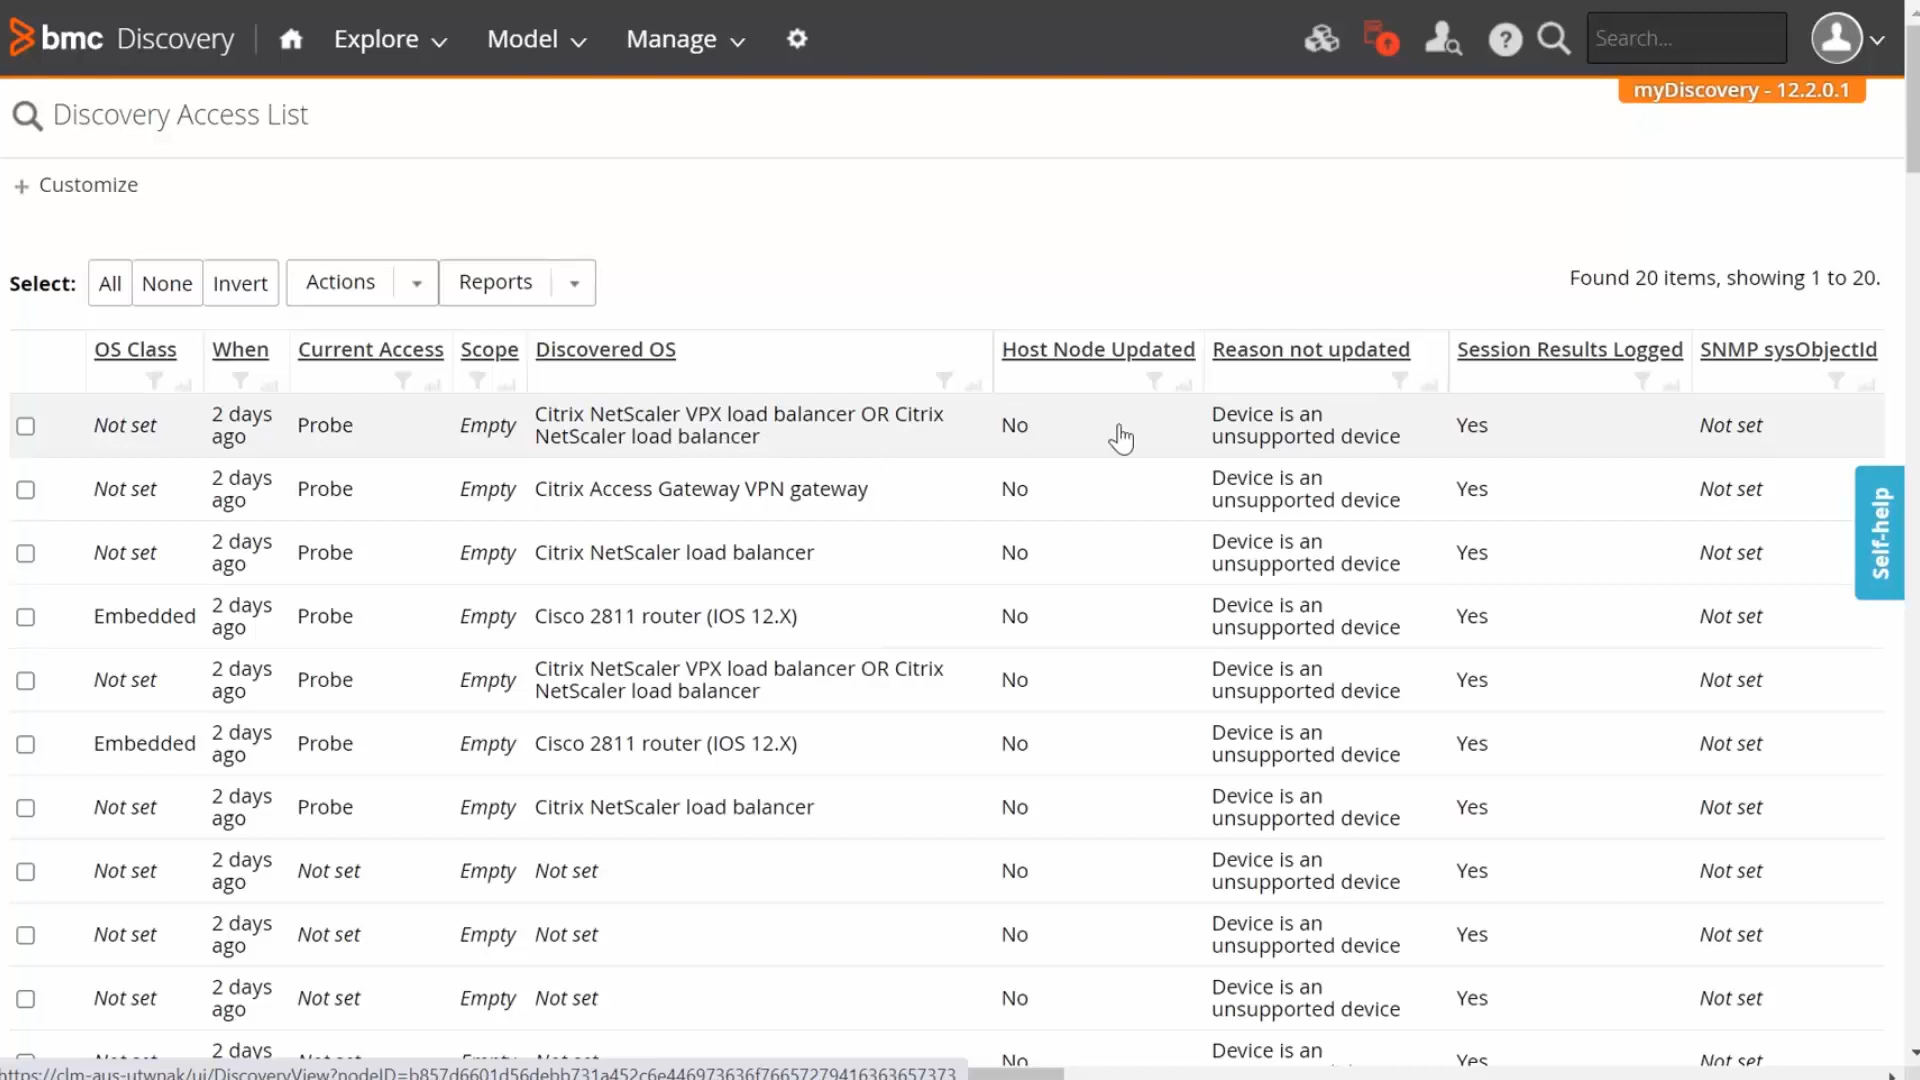 bmc Discovery Explore Model Manage Search...
myDiscovery - 12.2.0.1
Discovery Access List
+ Customize
Select: All None Invert Actions Reports Found 20 items, showing 1 to 20.
OS Class When Current Access Scope Discovered OS Host Node Updated Reason not updated Session Results Logged SNMP sysObjectId
Not set 2 days ago Probe Empty Citrix NetScaler VPX load balancer OR Citrix NetScaler load balancer No Device is an unsupported device Yes Not set
Not set 2 days ago Probe Empty Citrix Access Gateway VPN gateway No Device is an unsupported device Yes Not set
Not set 2 days ago Probe Empty Citrix NetScaler load balancer No Device is an unsupported device Yes Not set
Self-help
Embedded 2 days ago Probe Empty Cisco 2811 router (IOS 12.X) No Device is an unsupported device Yes Not set
Not set 2 days ago Probe Empty Citrix NetScaler VPX load balancer OR Citrix NetScaler load balancer No Device is an unsupported device Yes Not set
Embedded 2 days ago Probe Empty Cisco 2811 router (IOS 12.X) No Device is an unsupported device Yes Not set
Not set 2 days ago Probe Empty Citrix NetScaler load balancer No Device is an unsupported device Yes Not set
Not set 2 days ago Not set Empty Not set No Device is an unsupported device Yes Not set
Not set 2 days ago Not set Empty Not set No Device is an unsupported device Yes Not set
Not set 2 days ago Not set Empty Not set No Device is an unsupported device Yes Not set
2 days No Device is an Yes Not set
https://clm-aus-utwnak/ui/DiscoveryView?nodeID=b857d6601d56debb731a452c6e446973636f76657279416363657373